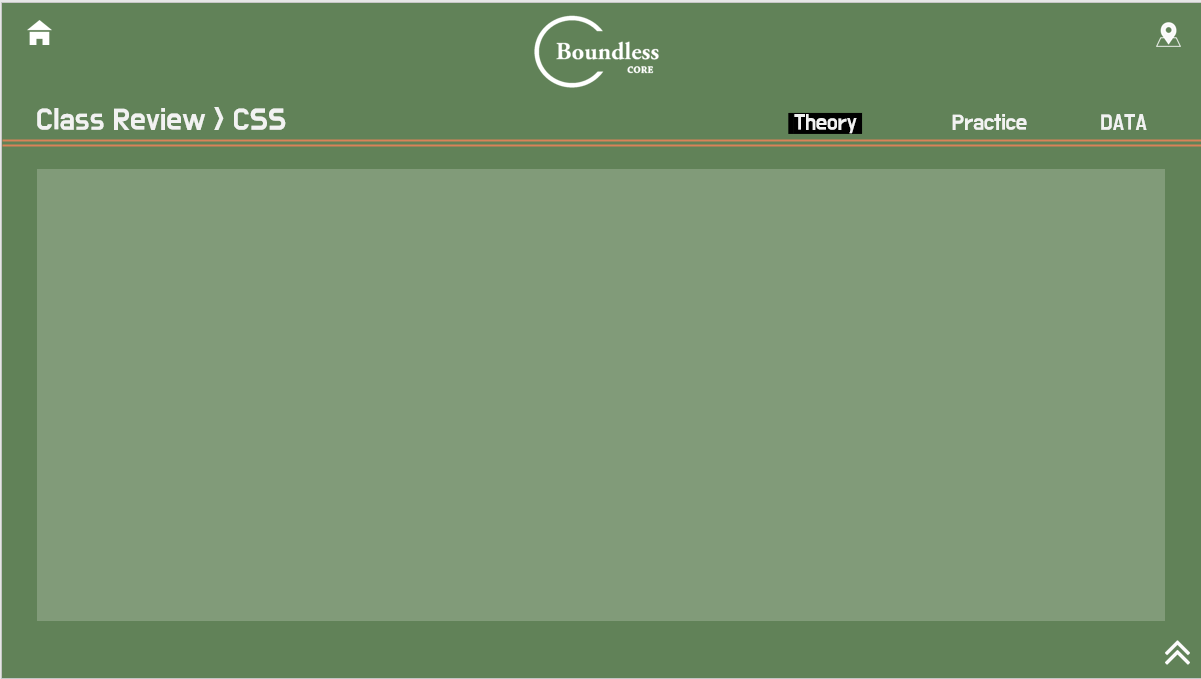 Boundless
CORE
Class Review > CSS
Theory
Practice
DATA